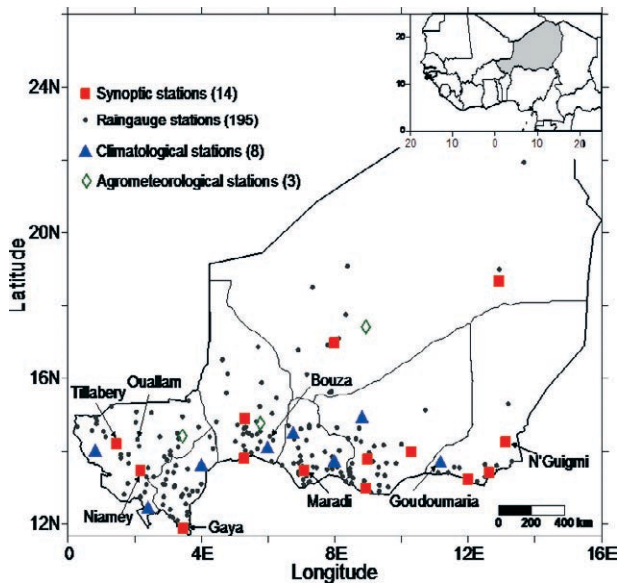 24N
20N
16N
12N
Latitude
0
4E
8E
12E
16E
Longitude
Synoptic stations (14)
Raingauge stations (195)
Climatological stations (8)
Agrometeorological stations (3)
20
10
0
20
10
0
10
20
Tillabery
Ouallam
Bouza
Niamey
Gaya
Maradi
Goudoumaria
N'Guigmi
0 200 400 km